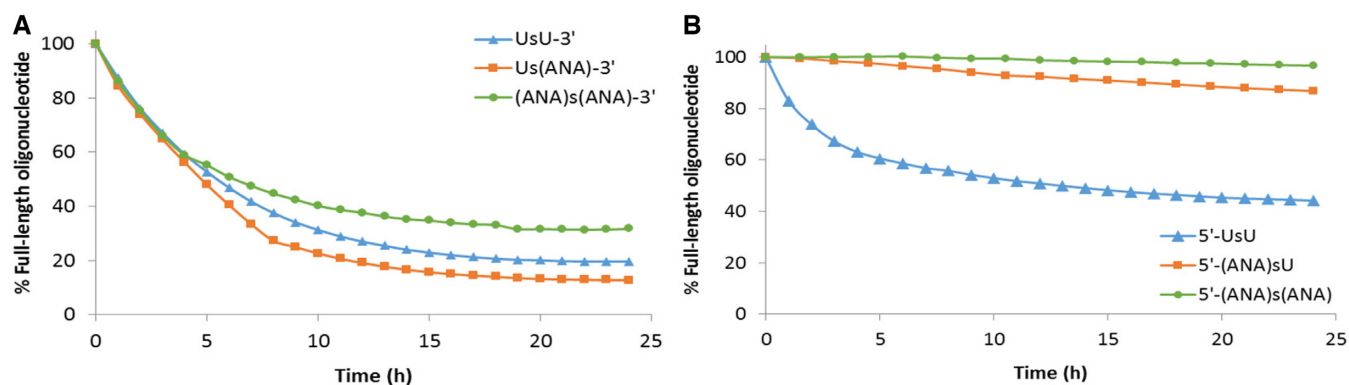 A
% Full-length oligonucleotide
100
80
60
40
20
0
0 5 10 15 20 25
Time (h)
UsU-3'
Us(ANA)-3'
(ANA)s(ANA)-3'
B
% Full-length oligonucleotide
100
80
60
40
20
0
0 5 10 15 20 25
Time (h)
5'-UsU
5'-(ANA)sU
5'-(ANA)s(ANA)